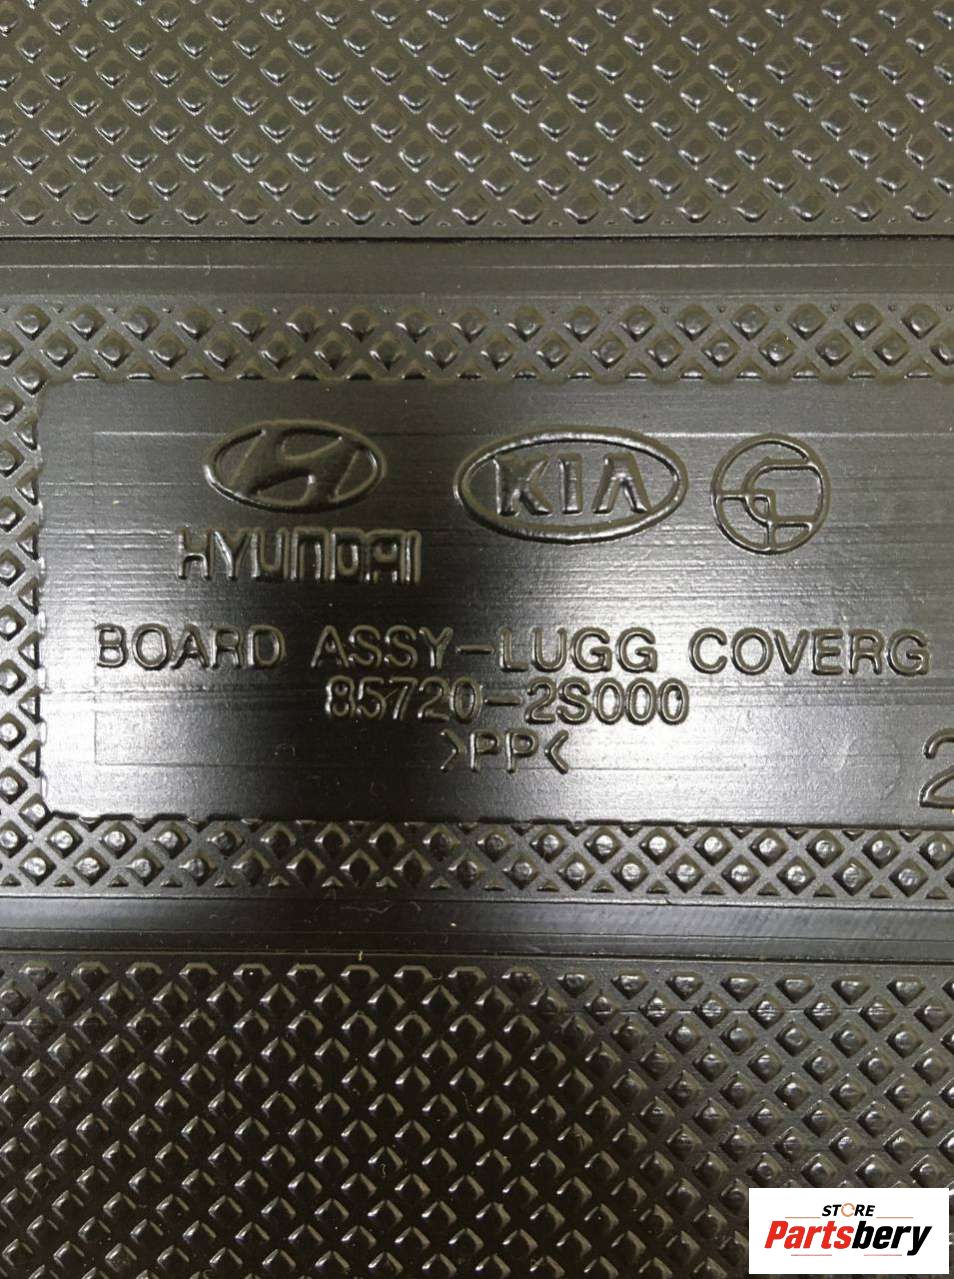 HYUNDAI
KIA
BOARD ASSY-LUGG COVERG
85720-2S000
>PP<
2
STORE
Partsbery